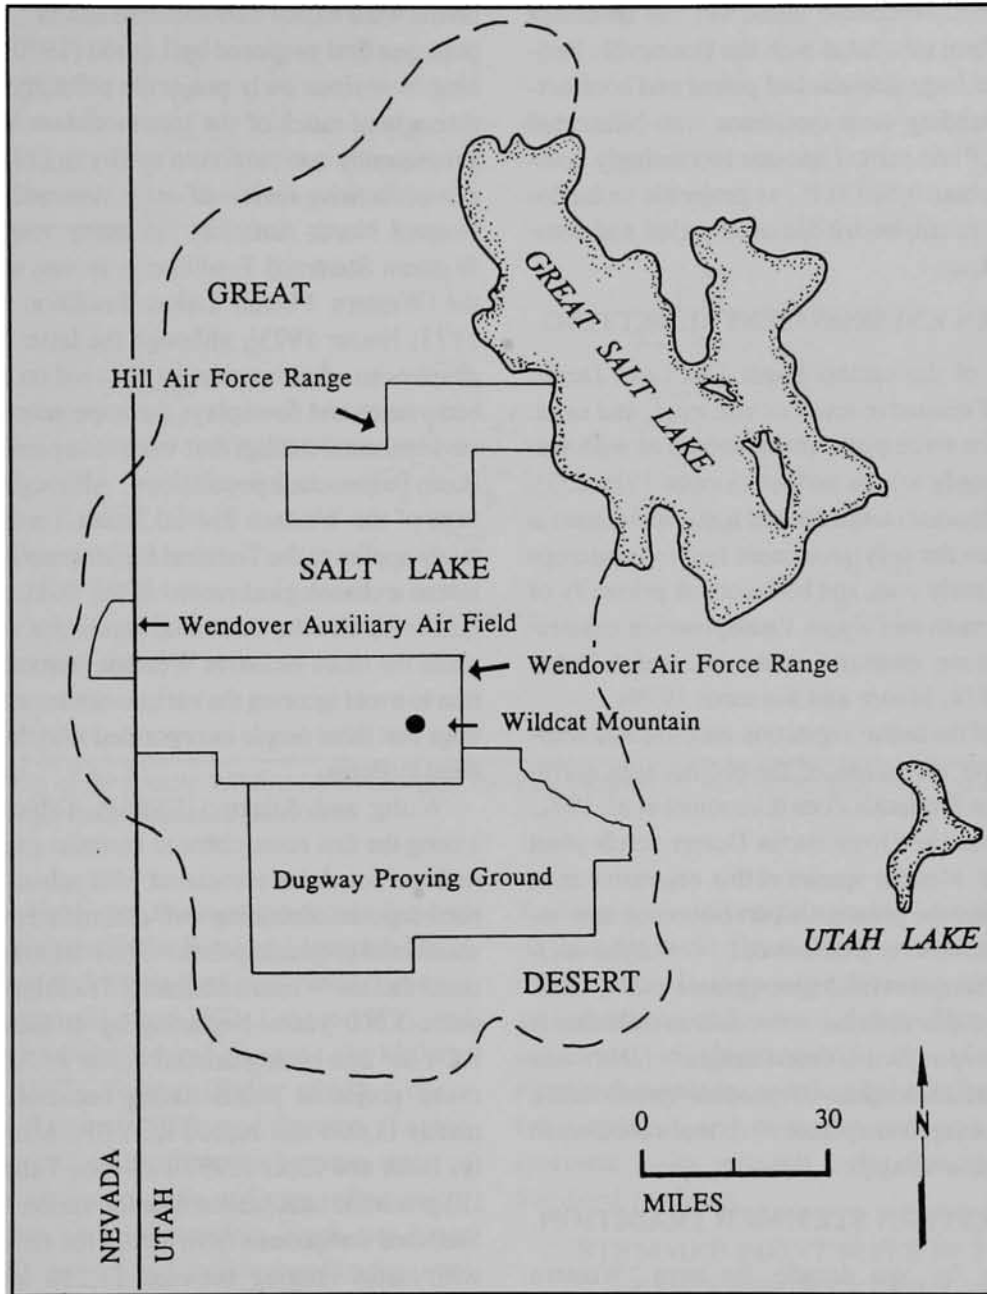 GREAT
GREAT SALT LAKE
Hill Air Force Range
SALT LAKE
Wendover Auxiliary Air Field
Wendover Air Force Range
Wildcat Mountain
Dugway Proving Ground
UTAH LAKE
DESERT
0 30
MILES
N
NEVADA
UTAH